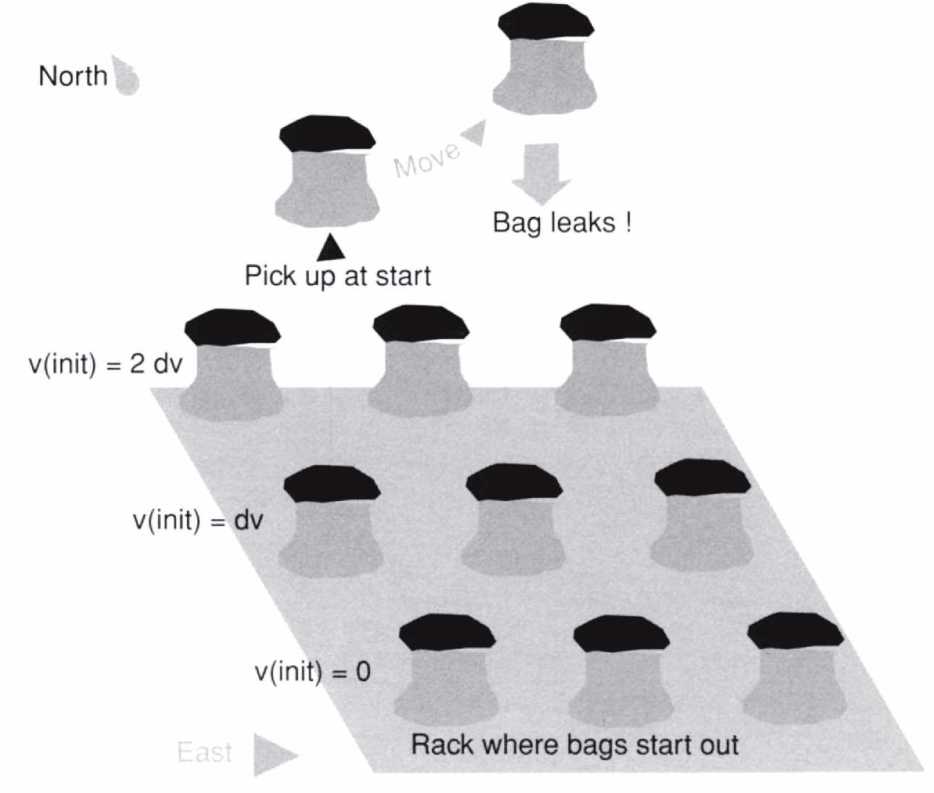 North
Move
Bag leaks !
Pick up at start
v(init) = 2 dv
v(init) = dv
v(init) = 0
East
Rack where bags start out